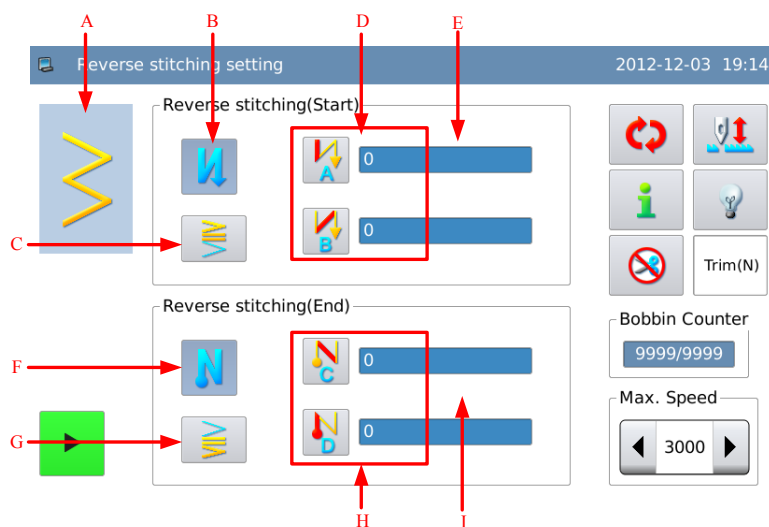 A B D E
Reverse stitching setting 2012-12-03 19:14
Reverse stitching(Start)
A 0
C
B 0
Trim(N)
Reverse stitching(End)
Bobbin Counter
9999/9999
F
C 0
Max. Speed
G
D 0
3000
H I